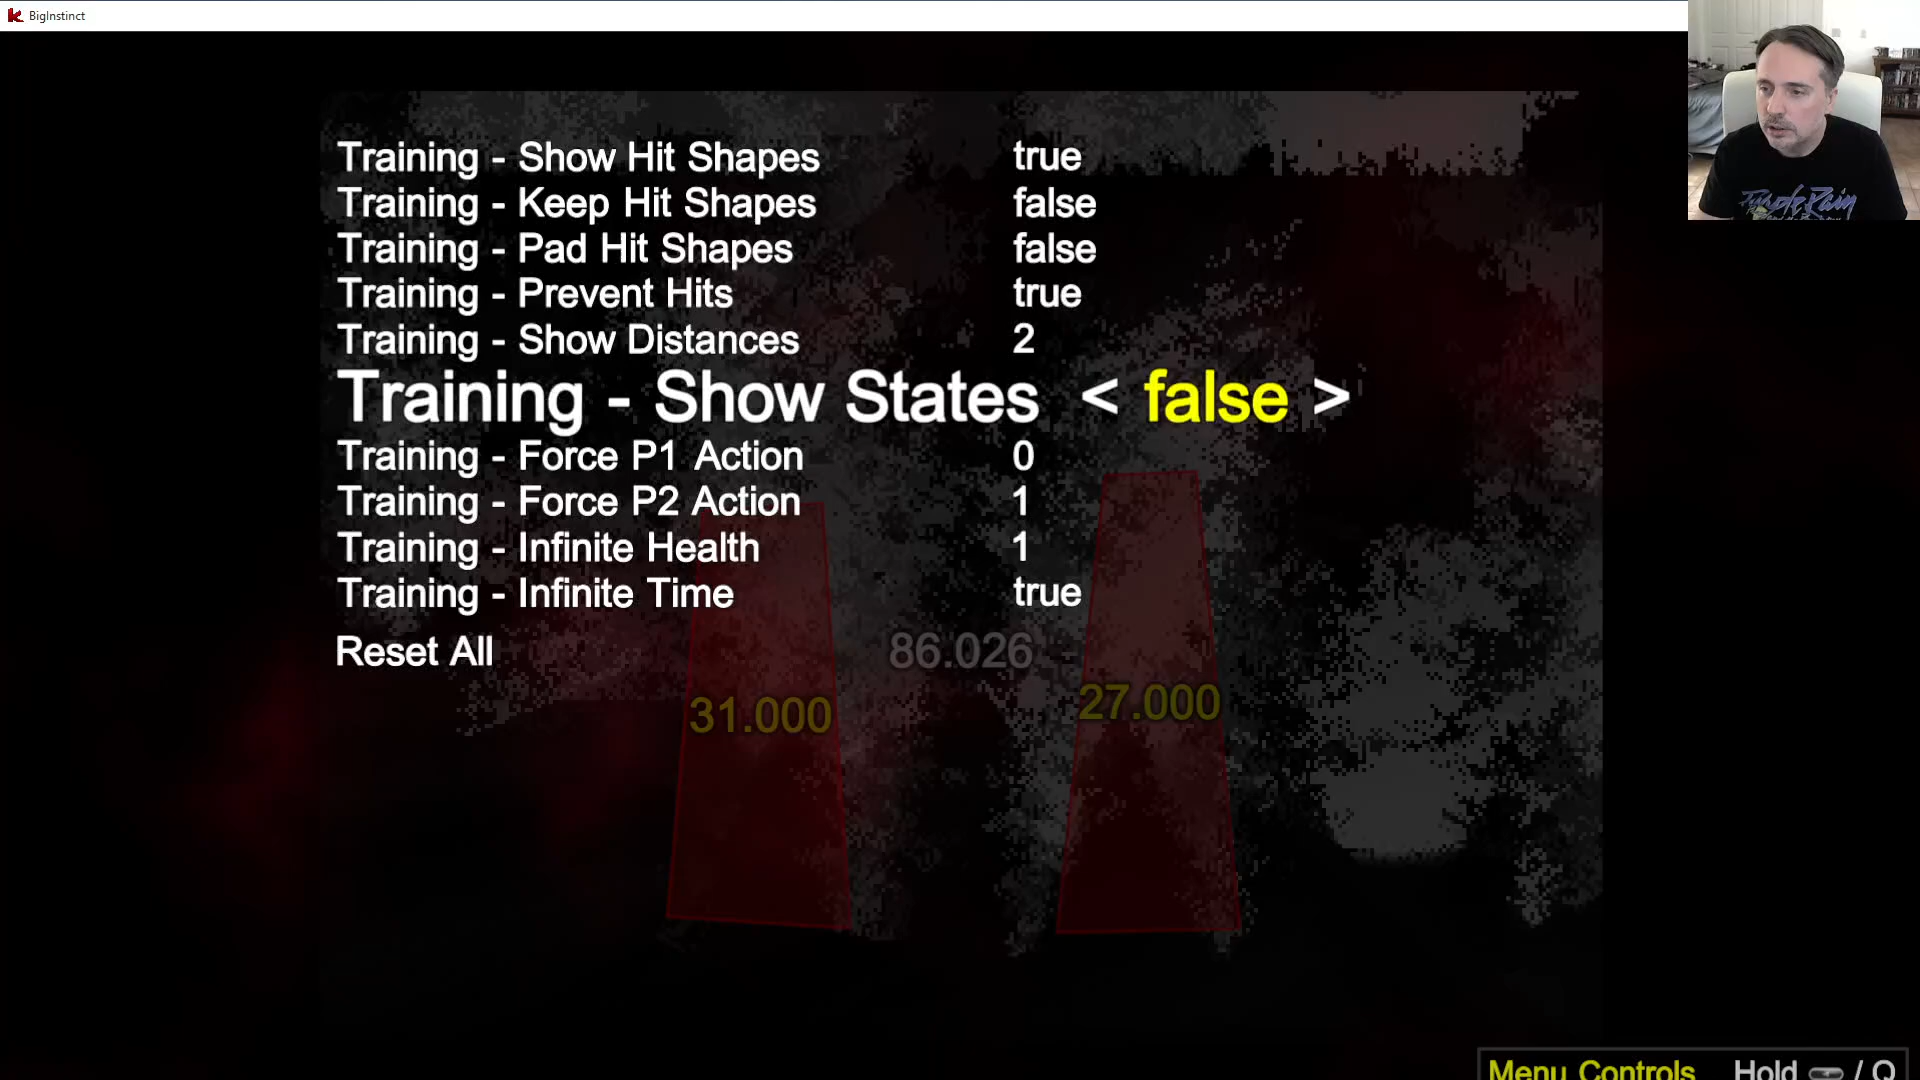 BigInstinct
Training - Show Hit Shapes true
Training - Keep Hit Shapes false
Training - Pad Hit Shapes false
Training - Prevent Hits true
Training - Show Distances 2
Training - Show States < false >
Training - Force P1 Action 0
Training - Force P2 Action 1
Training - Infinite Health 1
Training - Infinite Time true
Reset All
86.026
31.000
27.000
Purple Rain
Menu Controls Hold / Q